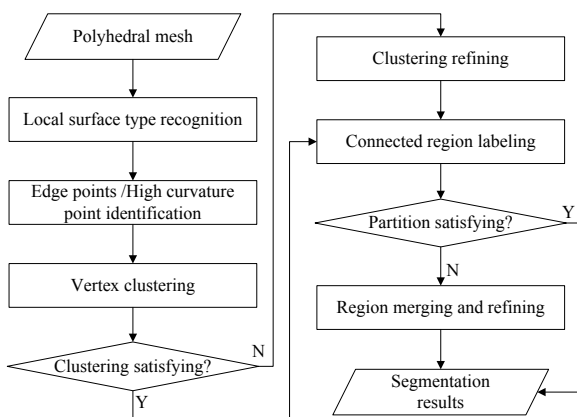 Polyhedral mesh
Local surface type recognition
Edge points /High curvature
point identification
Vertex clustering
Clustering satisfying?
N
Y
Clustering refining
Connected region labeling
Partition satisfying?
Y
N
Region merging and refining
Segmentation
results